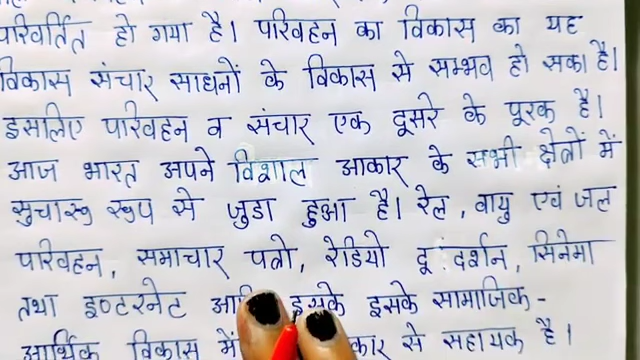 परिवर्तित हो गया है। परिवहन का विकास का यह
विकास संचार साधनों के विकास से सम्भव हो सका है।
इसलिए परिवहन व संचार एक दूसरे के पूरक है।
आज भारत अपने विशाल आकार के सभी क्षेत्रों में
सुचारू रूप से जुडा हुआ है। रेल, वायु एवं जल
परिवहन, समाचार पत्रो, रेडियो दू दर्शन, सिनेमा
तथा इण्टरनेट इसके इसके सामाजिक -
आर्थिक विकास में से सहायक है।